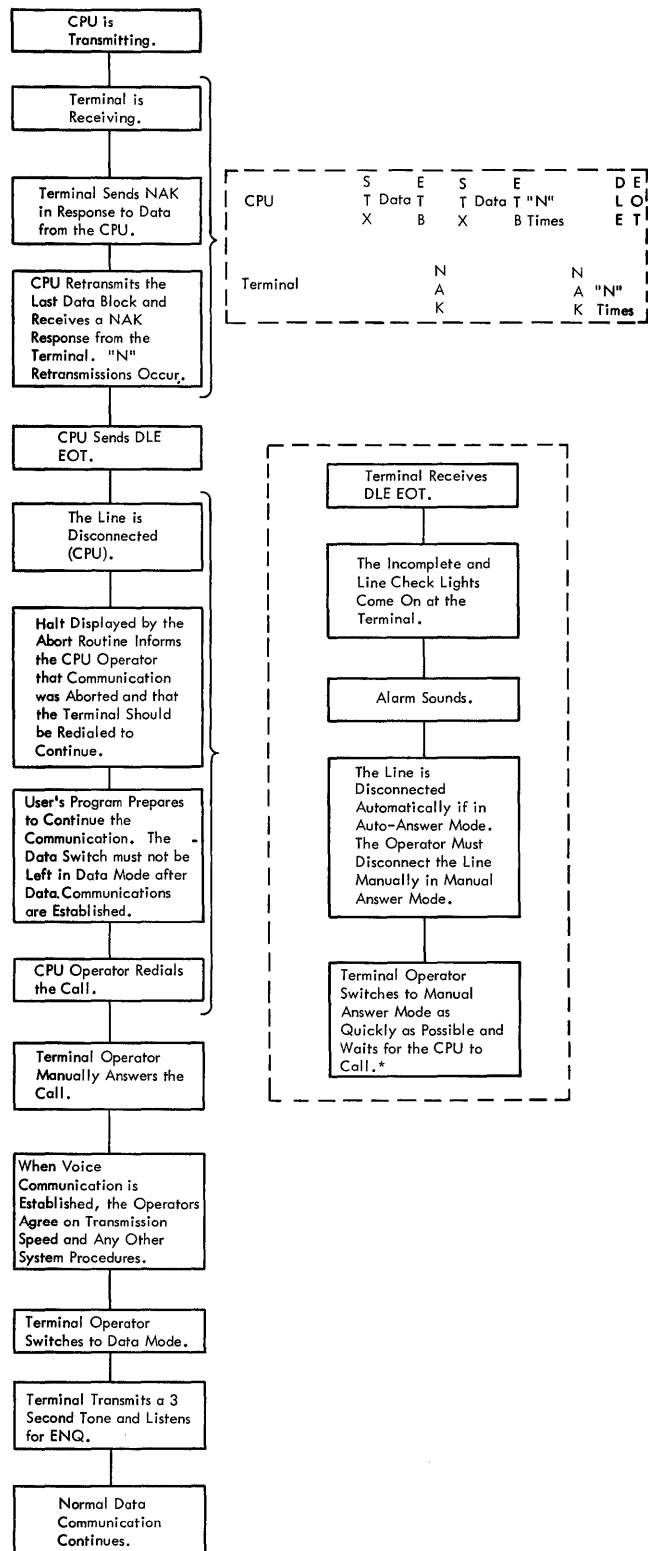 CPU is
Transmitting.
Terminal is
Receiving.
Terminal Sends NAK
in Response to Data
from the CPU.
CPU Retransmits the
Last Data Block and
Receives a NAK
Response from the
Terminal. "N"
Retransmissions Occur.
S E S E D E
CPU T Data T T Data T "N" L O
X B X B Times E T
N N
Terminal A A "N"
K K Times
CPU Sends DLE
EOT.
The Line is
Disconnected
(CPU).
Halt Displayed by the
Abort Routine Informs
the CPU Operator
that Communication
was Aborted and that
the Terminal Should
be Redialed to
Continue.
User's Program Prepares
to Continue the
Communication. The
Data Switch must not be
Left in Data Mode after
Data.Communications
are Established.
CPU Operator Redials
the Call.
Terminal Receives
DLE EOT.
The Incomplete and
Line Check Lights
Come On at the
Terminal.
Alarm Sounds.
The Line is
Disconnected
Automatically if in
Auto-Answer Mode.
The Operator Must
Disconnect the Line
Manually in Manual
Answer Mode.
Terminal Operator
Switches to Manual
Answer Mode as
Quickly as Possible and
Waits for the CPU to
Call.*
Terminal Operator
Manually Answers the
Call.
When Voice
Communication is
Established, the Operators
Agree on Transmission
Speed and Any Other
System Procedures.
Terminal Operator
Switches to Data Mode.
Terminal Transmits a 3
Second Tone and Listens
for ENQ.
Normal Data
Communication
Continues.